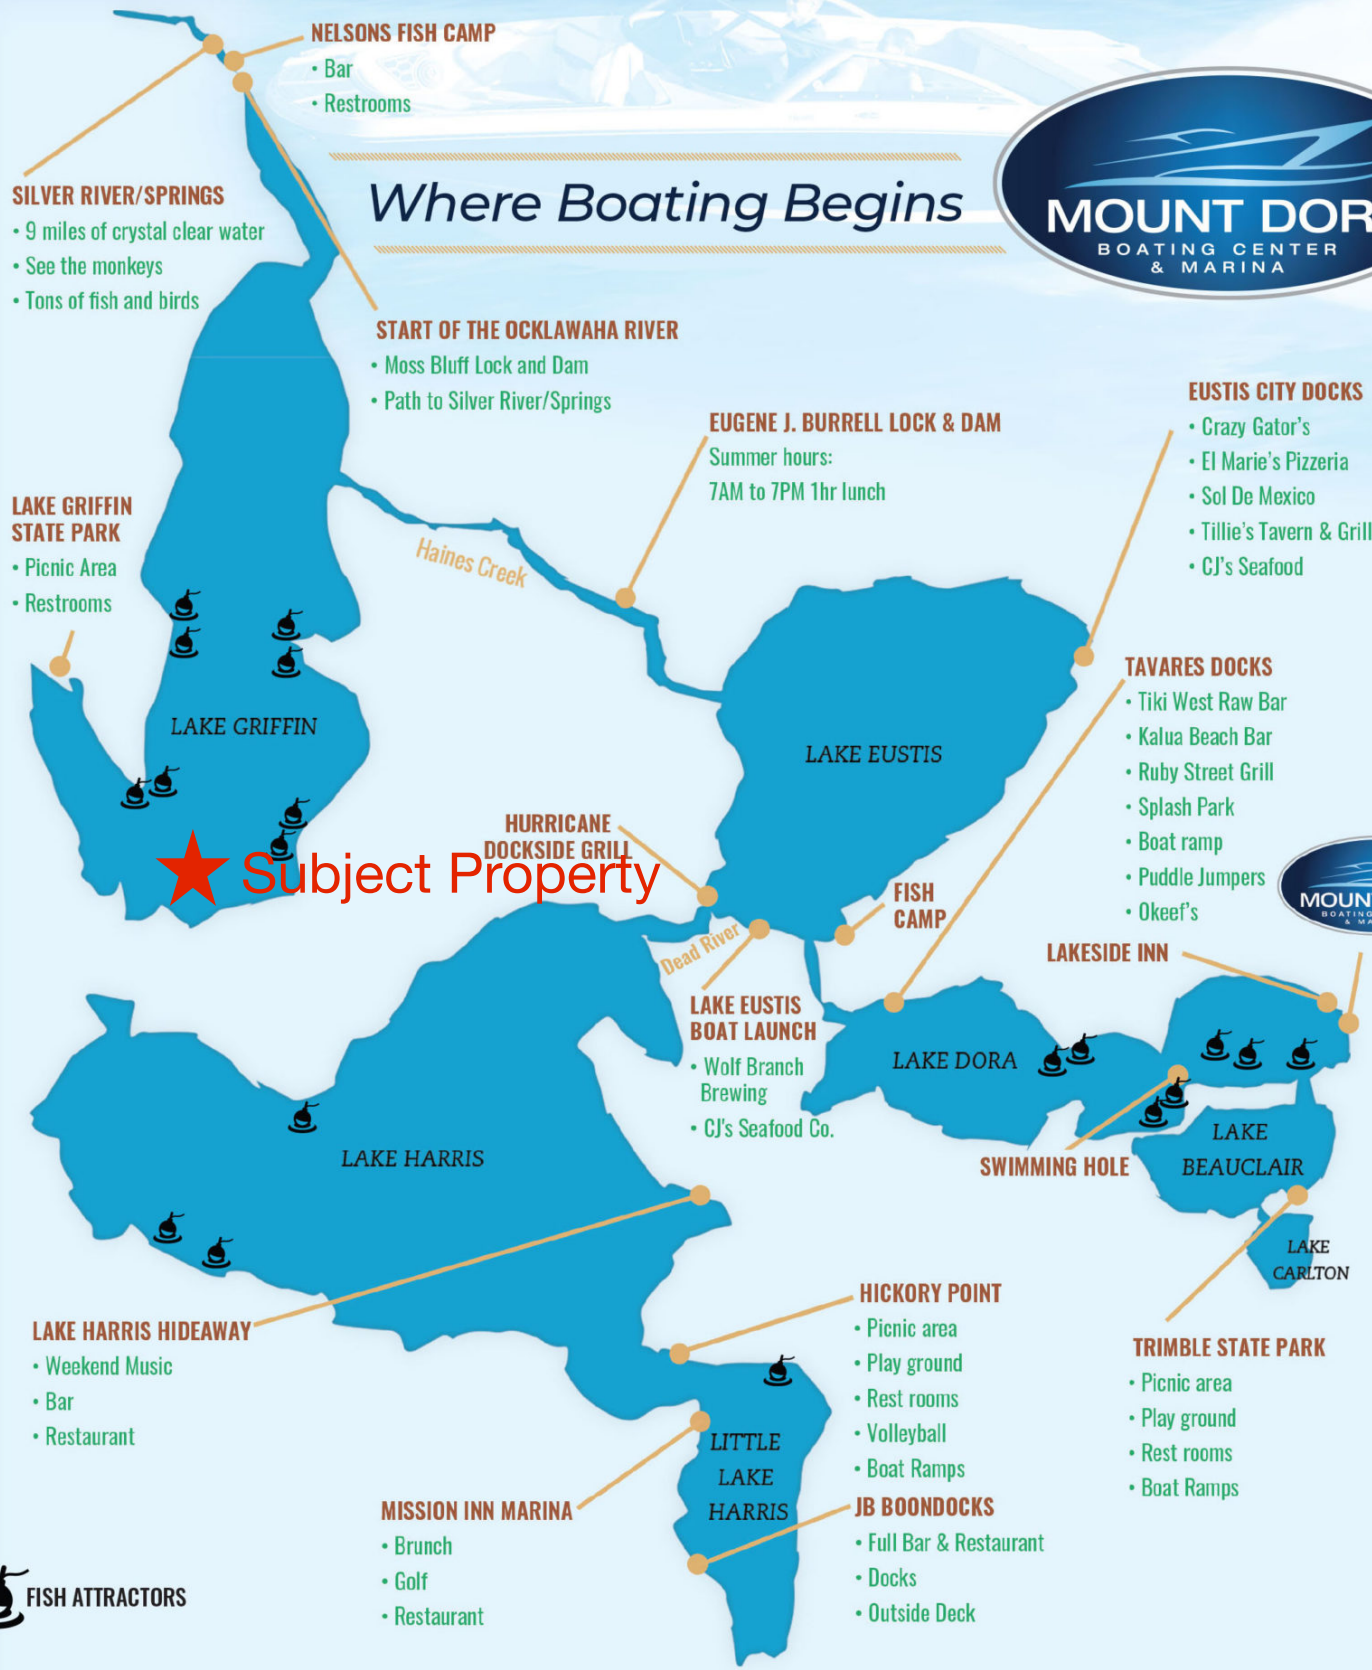 NELSONS FISH CAMP
• Bar
• Restrooms
SILVER RIVER/SPRINGS
• 9 miles of crystal clear water
• See the monkeys
• Tons of fish and birds
Where Boating Begins
MOUNT DOR
BOATING CENTER
& MARINA
START OF THE OCKLAWAHA RIVER
• Moss Bluff Lock and Dam
• Path to Silver River/Springs
EUGENE J. BURRELL LOCK & DAM
Summer hours:
7AM to 7PM 1hr lunch
EUSTIS CITY DOCKS
• Crazy Gator's
• El Marie's Pizzeria
• Sol De Mexico
• Tillie's Tavern & Grill
• CJ's Seafood
LAKE GRIFFIN
STATE PARK
• Picnic Area
• Restrooms
Haines Creek
TAVARES DOCKS
• Tiki West Raw Bar
• Kalua Beach Bar
• Ruby Street Grill
• Splash Park
• Boat ramp
• Puddle Jumpers
• Okeef's
LAKE GRIFFIN
LAKE EUSTIS
HURRICANE
DOCKSIDE GRILL
Subject Property
MOUN
BOATING
& MA
FISH
CAMP
Dead River
LAKESIDE INN
LAKE EUSTIS
BOAT LAUNCH
• Wolf Branch
Brewing
• CJ's Seafood Co.
LAKE DORA
LAKE HARRIS
SWIMMING HOLE
LAKE
BEAUCLAIR
LAKE
CARLTON
LAKE HARRIS HIDEAWAY
• Weekend Music
• Bar
• Restaurant
HICKORY POINT
• Picnic area
• Play ground
• Rest rooms
• Volleyball
• Boat Ramps
TRIMBLE STATE PARK
• Picnic area
• Play ground
• Rest rooms
• Boat Ramps
LITTLE
LAKE
HARRIS
MISSION INN MARINA
• Brunch
• Golf
• Restaurant
JB BOONDOCKS
• Full Bar & Restaurant
• Docks
• Outside Deck
FISH ATTRACTORS